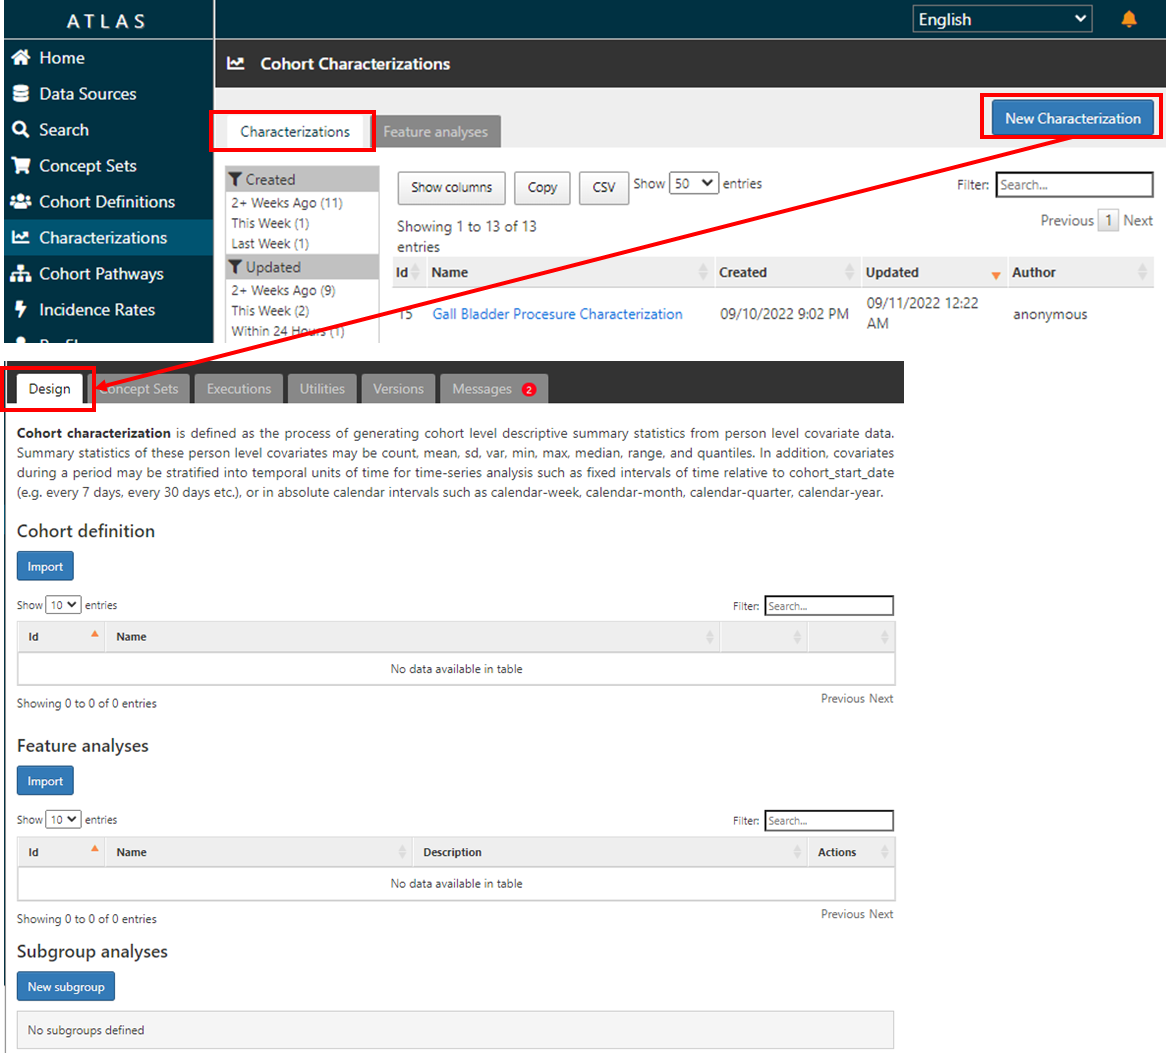 ATLAS
English
Home
Data Sources
Search
Concept Sets
Cohort Definitions
Characterizations
Cohort Pathways
Incidence Rates
Cohort Characterizations
Characterizations
Feature analyses
New Characterization
Created
2+ Weeks Ago (11)
This Week (1)
Last Week (1)
Updated
2+ Weeks Ago (9)
This Week (2)
Within 24 Hours (1)
Show columns Copy CSV Show 50 entries
Filter: Search...
Showing 1 to 13 of 13
entries
Previous 1 Next
Id Name Created Updated Author
15 Gall Bladder Procesure Characterization 09/10/2022 9:02 PM 09/11/2022 12:22
AM
anonymous
Design Concept Sets Executions Utilities Versions Messages 2
Cohort characterization is defined as the process of generating cohort level descriptive summary statistics from person level covariate data.
Summary statistics of these person level covariates may be count, mean, sd, var, min, max, median, range, and quantiles. In addition, covariates
during a period may be stratified into temporal units of time for time-series analysis such as fixed intervals of time relative to cohort_start_date
(e.g. every 7 days, every 30 days etc.), or in absolute calendar intervals such as calendar-week, calendar-month, calendar-quarter, calendar-year.
Cohort definition
Import
Show 10 entries
Filter: Search...
Id Name
No data available in table
Showing 0 to 0 of 0 entries
Previous Next
Feature analyses
Import
Show 10 entries
Filter: Search...
Id Name Description Actions
No data available in table
Showing 0 to 0 of 0 entries
Previous Next
Subgroup analyses
New subgroup
No subgroups defined